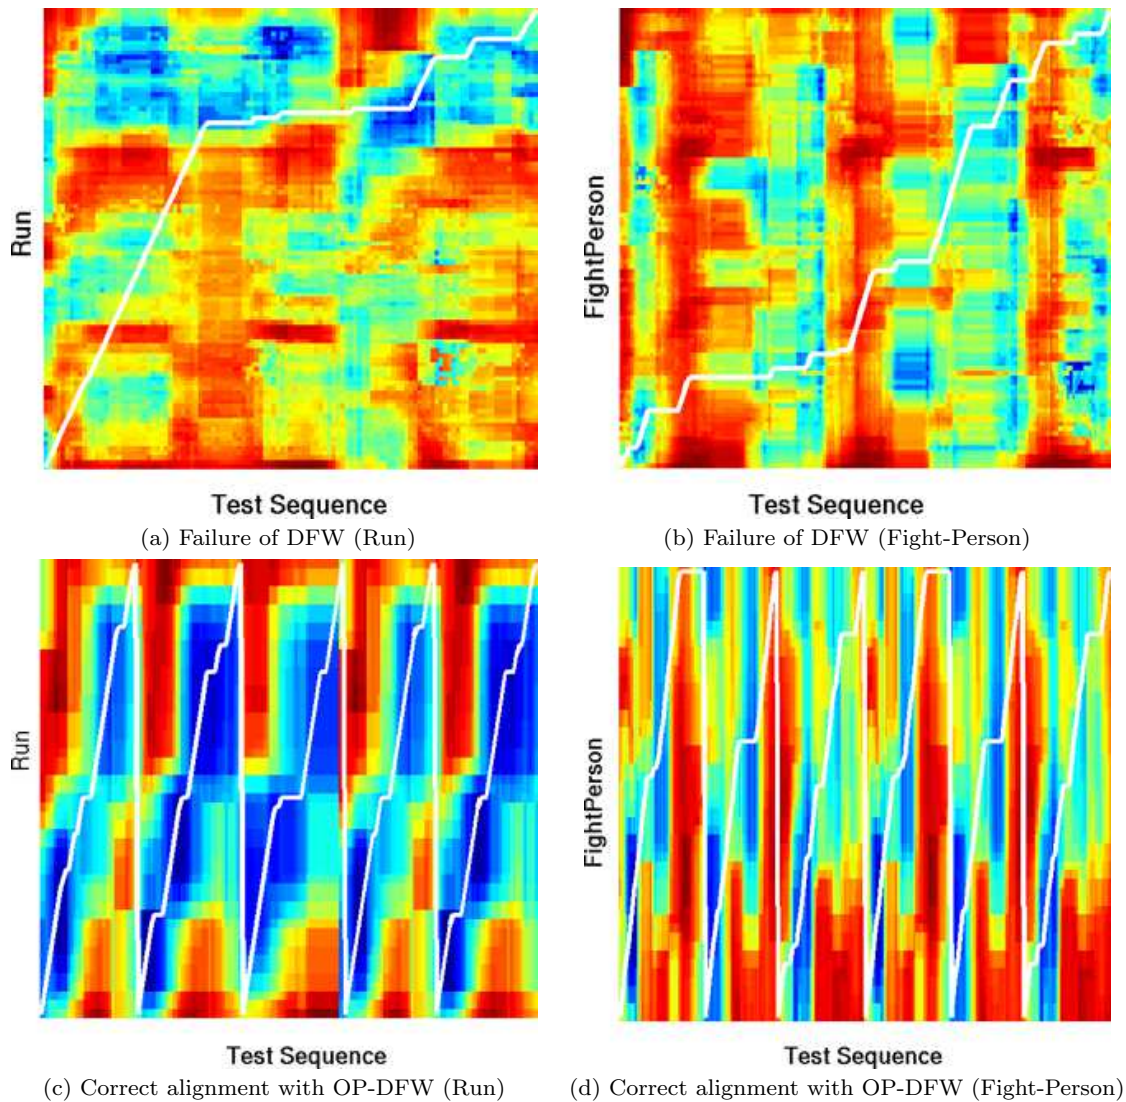 Run
FightPerson
Test Sequence
Test Sequence
(a) Failure of DFW (Run)
(b) Failure of DFW (Fight-Person)
Run
FightPerson
Test Sequence
Test Sequence
(c) Correct alignment with OP-DFW (Run)
(d) Correct alignment with OP-DFW (Fight-Person)